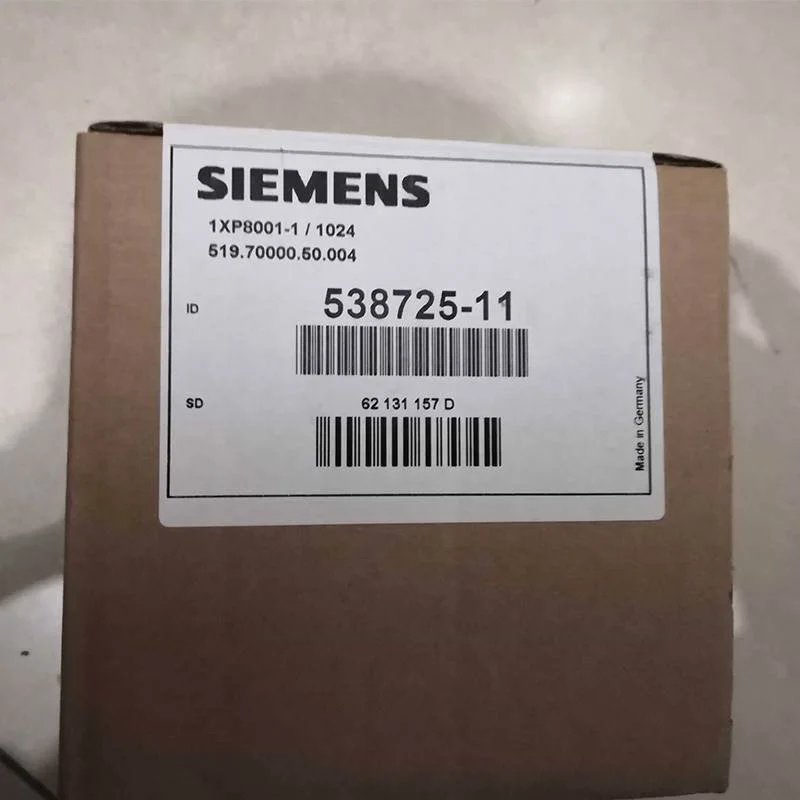 SIEMENS
1XP8001-1 / 1024
519.70000.50.004
ID 538725-11
SD 62 131 157 D
Made in Germany